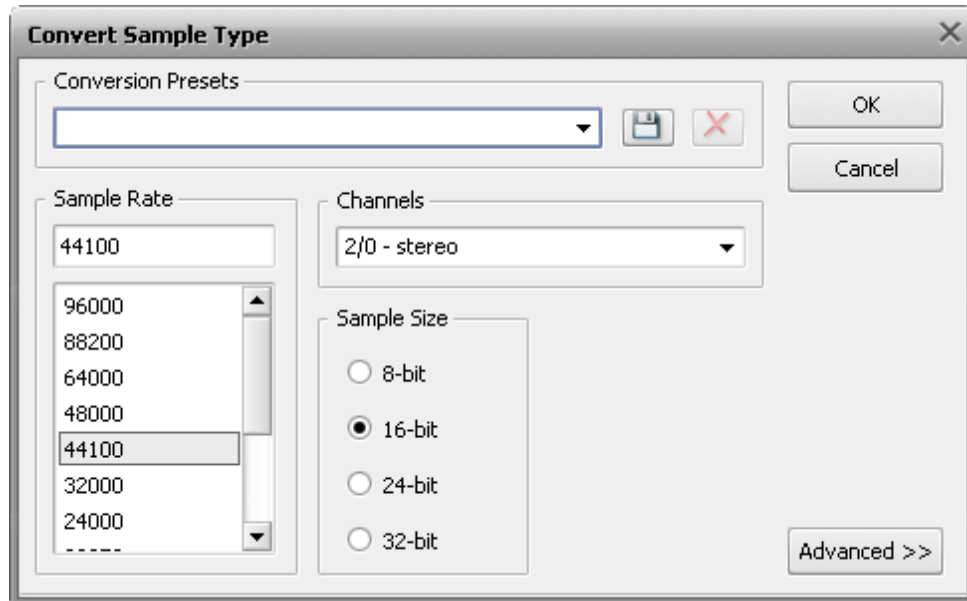 Convert Sample Type
Conversion Presets
OK
Cancel
Sample Rate
44100
96000
88200
64000
48000
44100
32000
24000
Channels
2/0 - stereo
Sample Size
8-bit
16-bit
24-bit
32-bit
Advanced >>